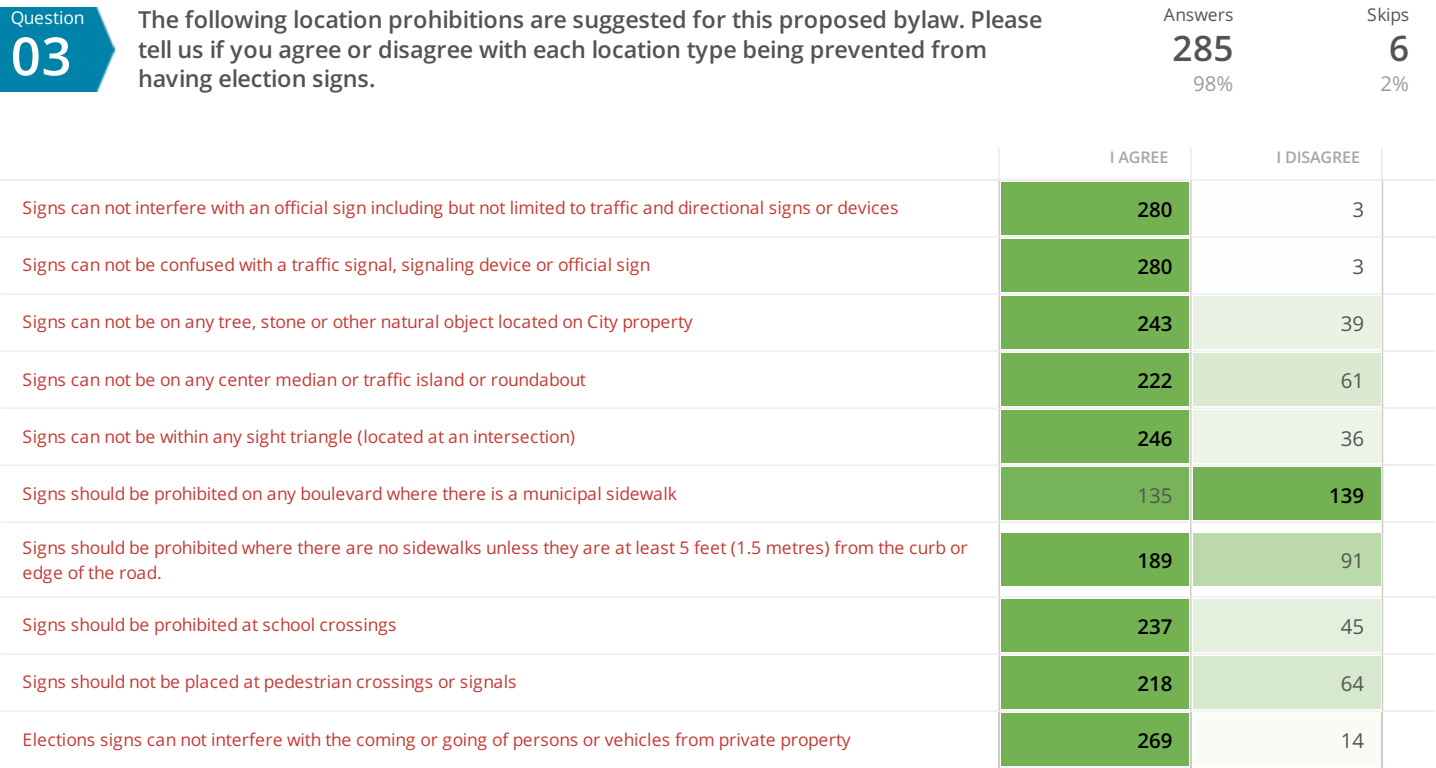 Question
03
The following location prohibitions are suggested for this proposed bylaw. Please
tell us if you agree or disagree with each location type being prevented from
having election signs.
Answers
285
98%
Skips
6
2%
I AGREE I DISAGREE
Signs can not interfere with an official sign including but not limited to traffic and directional signs or devices 280 3
Signs can not be confused with a traffic signal, signaling device or official sign 280 3
Signs can not be on any tree, stone or other natural object located on City property 243 39
Signs can not be on any center median or traffic island or roundabout 222 61
Signs can not be within any sight triangle (located at an intersection) 246 36
Signs should be prohibited on any boulevard where there is a municipal sidewalk 135 139
Signs should be prohibited where there are no sidewalks unless they are at least 5 feet (1.5 metres) from the curb or
edge of the road. 189 91
Signs should be prohibited at school crossings 237 45
Signs should not be placed at pedestrian crossings or signals 218 64
Elections signs can not interfere with the coming or going of persons or vehicles from private property 269 14